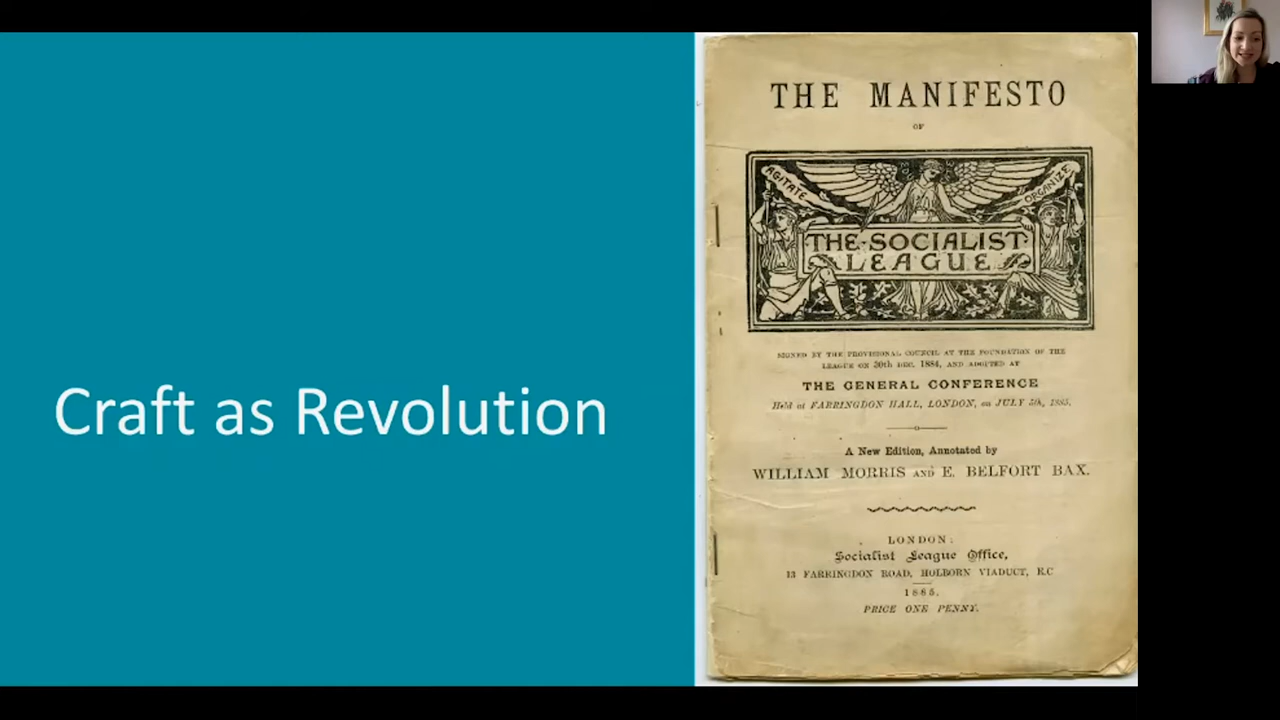 Craft as Revolution
THE MANIFESTO
OF
AGITATE
ORGANIZE
THE SOCIALIST
LEAGUE
SIGNED BY THE PROVISIONAL COUNCIL AT THE FOUNDATION OF THE
LEAGUE ON 30th DEC. 1884, AND ADOPTED AT
THE GENERAL CONFERENCE
Held at FARRINGDON HALL, LONDON, on JULY 5th, 1885.
A New Edition, Annotated by
WILLIAM MORRIS AND E. BELFORT BAX.
LONDON:
Socialist League Office,
13 FARRINGDON ROAD, HOLBORN VIADUCT, E.C
1885.
PRICE ONE PENNY.